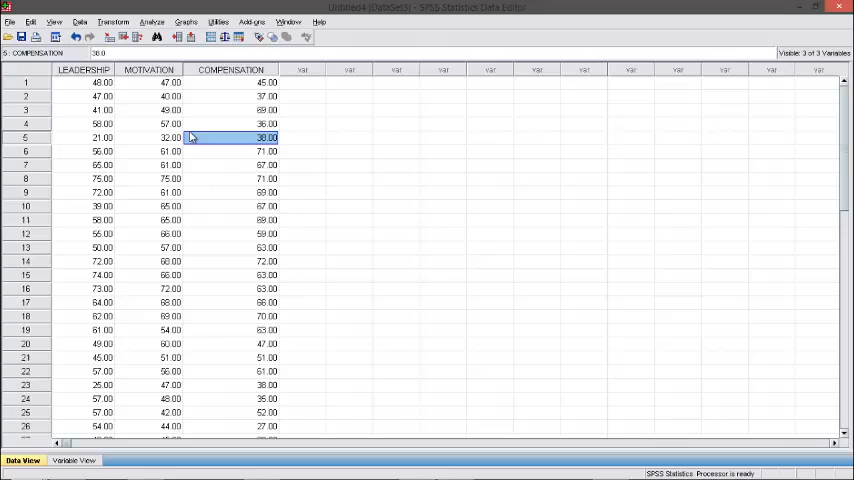 Untitled4 [DataSet3] - SPSS Statistics Data Editor
File Edit View Data Transform Analyze Graphs Utilities Add-ons Window Help
5 : COMPENSATION 38.0 Visible: 3 of 3 Variables
LEADERSHIP MOTIVATION COMPENSATION var var var var var var var var var var var var
1 48.00 47.00 45.00
2 47.00 40.00 37.00
3 41.00 49.00 69.00
4 58.00 57.00 36.00
5 21.00 32.00 38.00
6 56.00 61.00 71.00
7 65.00 61.00 67.00
8 75.00 75.00 71.00
9 72.00 61.00 69.00
10 39.00 65.00 67.00
11 58.00 65.00 69.00
12 55.00 66.00 59.00
13 50.00 57.00 63.00
14 72.00 68.00 72.00
15 74.00 66.00 63.00
16 73.00 72.00 63.00
17 64.00 68.00 66.00
18 62.00 69.00 70.00
19 61.00 54.00 63.00
20 49.00 60.00 47.00
21 45.00 51.00 51.00
22 57.00 56.00 61.00
23 25.00 47.00 38.00
24 57.00 48.00 35.00
25 57.00 42.00 52.00
26 54.00 44.00 27.00
Data View Variable View
SPSS Statistics Processor is ready